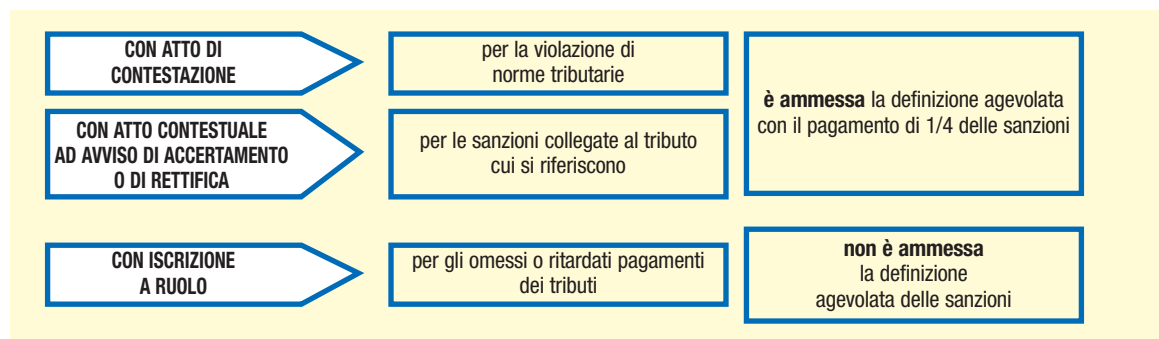 CON ATTO DI
CONTESTAZIONE
per la violazione di
norme tributarie
è ammessa la definizione agevolata
con il pagamento di 1/4 delle sanzioni
CON ATTO CONTESTUALE
AD AVVISO DI ACCERTAMENTO
O DI RETTIFICA
per le sanzioni collegate al tributo
cui si riferiscono
CON ISCRIZIONE
A RUOLO
per gli omessi o ritardati pagamenti
dei tributi
non è ammessa
la definizione
agevolata delle sanzioni